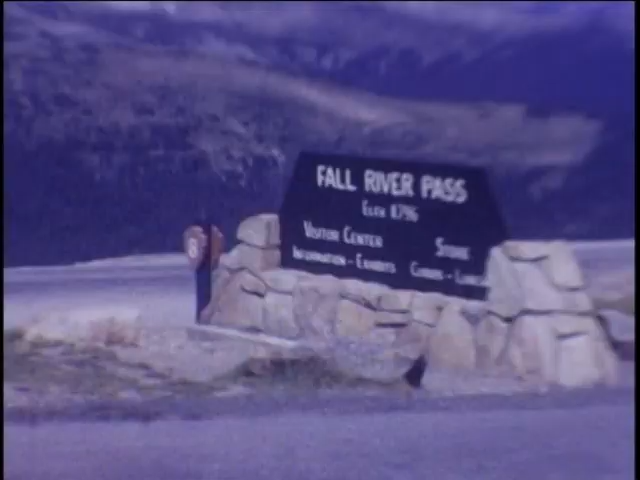 FALL RIVER PASS
ELEV 11796
VISITOR CENTER STORE
INFORMATION - EXHIBITS CURIOS - LUNCH